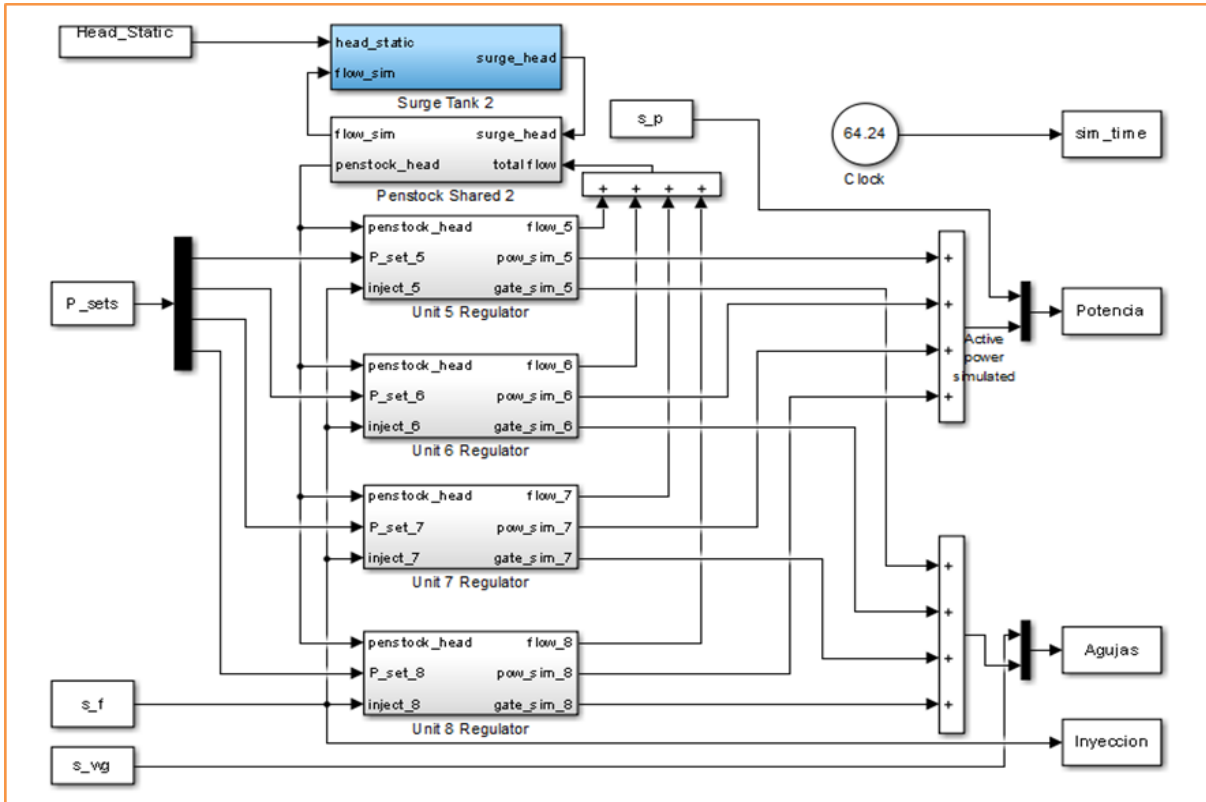 Head_Static
head_static
surge_head
flow_sim
Surge Tank 2
flow_sim
surge_head
penstock_head
total flow
Penstock Shared 2
s_p
64.24
Clock
sim_time
+ + + +
P_sets
penstock_head
flow_5
P_set_5
pow_sim_5
inject_5
gate_sim_5
Unit 5 Regulator
penstock_head
flow_6
P_set_6
pow_sim_6
inject_6
gate_sim_6
Unit 6 Regulator
penstock_head
flow_7
P_set_7
pow_sim_7
inject_7
gate_sim_7
Unit 7 Regulator
penstock_head
flow_8
P_set_8
pow_sim_8
inject_8
gate_sim_8
Unit 8 Regulator
+
+
+
+
Active
power
simulated
Potencia
+
+
+
+
Agujas
s_f
Inyeccion
s_wg